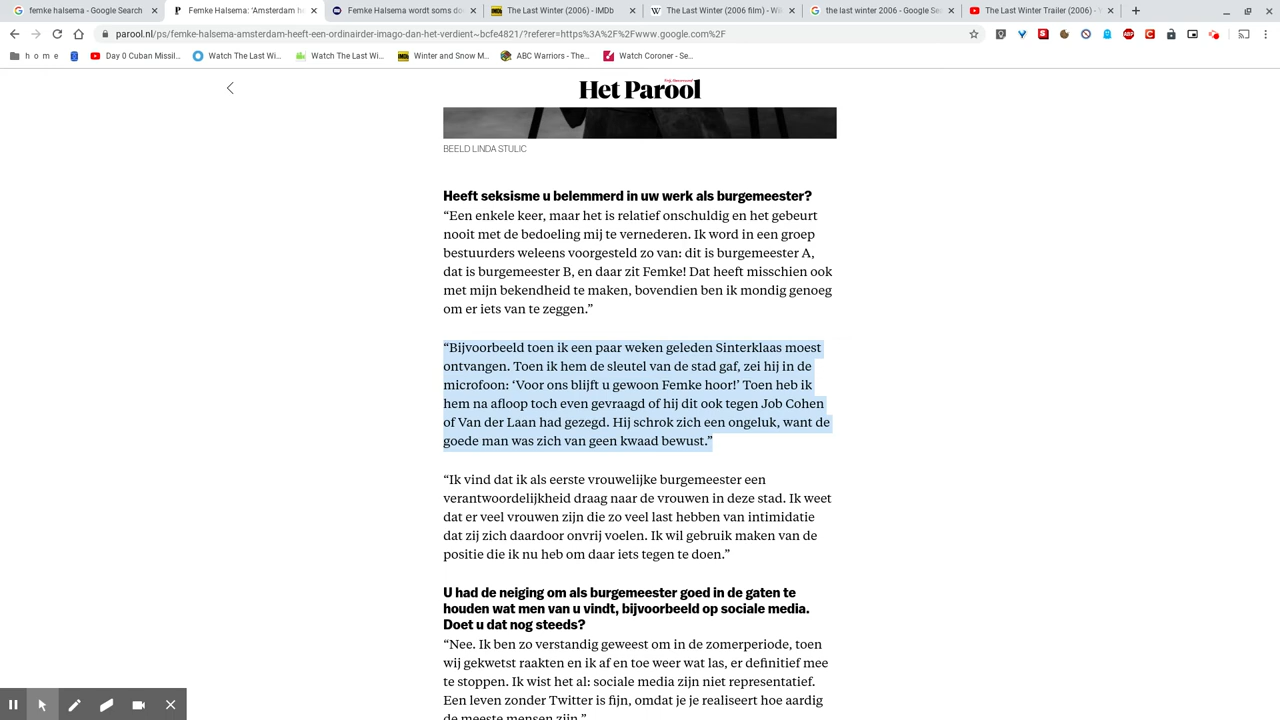 femke halsema - Google Search
Femke Halsema: 'Amsterdam h
Femke Halsema wordt soms do
The Last Winter (2006) - IMDb
The Last Winter (2006 film) - Wi
the last winter 2006 - Google Se
The Last Winter Trailer (2006) -
parool.nl/ps/femke-halsema-amsterdam-heeft-een-ordinairder-imago-dan-het-verdient~bcfe4821/?referer=https%3A%2F%2Fwww.google.com%2F
h o m e
Day 0 Cuban Missil...
Watch The Last Wi...
Watch The Last Wi...
Winter and Snow M...
ABC Warriors - The...
Watch Coroner - Se...
Het Parool
BEELD LINDA STULIC
Heeft seksisme u belemmerd in uw werk als burgemeester?
“Een enkele keer, maar het is relatief onschuldig en het gebeurt
nooit met de bedoeling mij te vernederen. Ik word in een groep
bestuurders weleens voorgesteld zo van: dit is burgemeester A,
dat is burgemeester B, en daar zit Femke! Dat heeft misschien ook
met mijn bekendheid te maken, bovendien ben ik mondig genoeg
om er iets van te zeggen.”
“Bijvoorbeeld toen ik een paar weken geleden Sinterklaas moest
ontvangen. Toen ik hem de sleutel van de stad gaf, zei hij in de
microfoon: ‘Voor ons blijft u gewoon Femke hoor!’ Toen heb ik
hem na afloop toch even gevraagd of hij dit ook tegen Job Cohen
of Van der Laan had gezegd. Hij schrok zich een ongeluk, want de
goede man was zich van geen kwaad bewust.”
“Ik vind dat ik als eerste vrouwelijke burgemeester een
verantwoordelijkheid draag naar de vrouwen in deze stad. Ik weet
dat er veel vrouwen zijn die zo veel last hebben van intimidatie
dat zij zich daardoor onvrij voelen. Ik wil gebruik maken van de
positie die ik nu heb om daar iets tegen te doen.”
U had de neiging om als burgemeester goed in de gaten te
houden wat men van u vindt, bijvoorbeeld op sociale media.
Doet u dat nog steeds?
“Nee. Ik ben zo verstandig geweest om in de zomerperiode, toen
wij gekwetst raakten en ik af en toe weer wat las, er definitief mee
te stoppen. Ik wist het al: sociale media zijn niet representatief.
Een leven zonder Twitter is fijn, omdat je je realiseert hoe aardig
de meeste mensen zijn.”